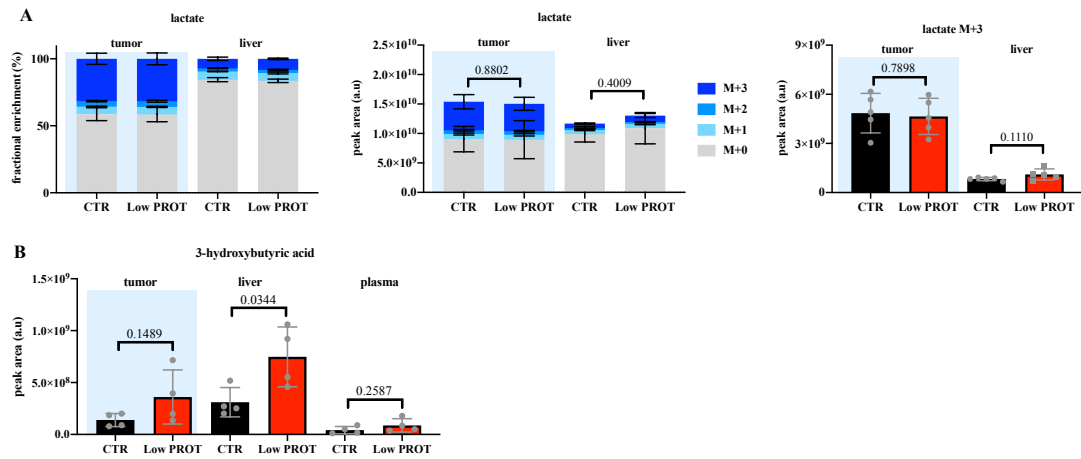 A
lactate
tumor
liver
fractional enrichment (%)
100
50
0
CTR
Low PROT
CTR
Low PROT
lactate
tumor
liver
peak area (a.u)
2.5×10¹⁰
2.0×10¹⁰
1.5×10¹⁰
1.0×10¹⁰
5.0×10⁹
0.0
0.8802
0.4009
CTR
Low PROT
CTR
Low PROT
M+3
M+2
M+1
M+0
lactate M+3
tumor
liver
peak area (a.u)
9×10⁹
6×10⁹
3×10⁹
0
0.7898
0.1110
CTR
Low PROT
CTR
Low PROT
B
3-hydroxybutyric acid
tumor
liver
plasma
peak area (a.u)
1.5×10⁹
1.0×10⁹
5.0×10⁸
0.0
0.1489
0.0344
0.2587
CTR
Low PROT
CTR
Low PROT
CTR
Low PROT